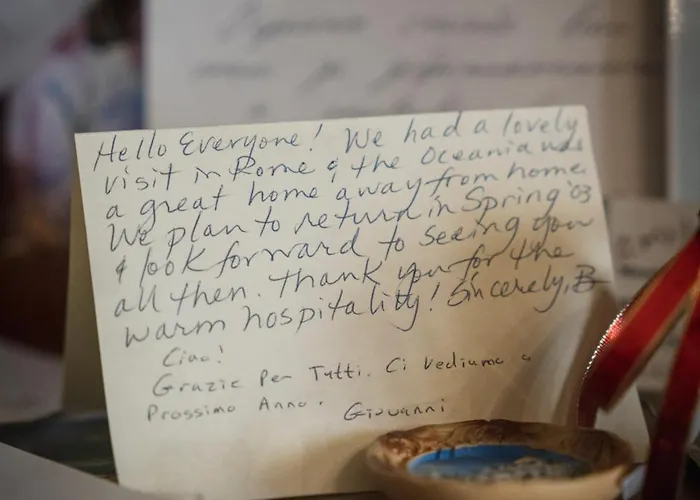 Hello Everyone! We had a lovely
visit in Rome & the Oceania was
a great home away from home.
We plan to return in Spring '03
& look forward to seeing you
all then. Thank you for the
warm hospitality! Sincerely, B
Ciao!
Grazie Per Tutti. Ci Vediumo a
Prossimo Anno. Giovanni